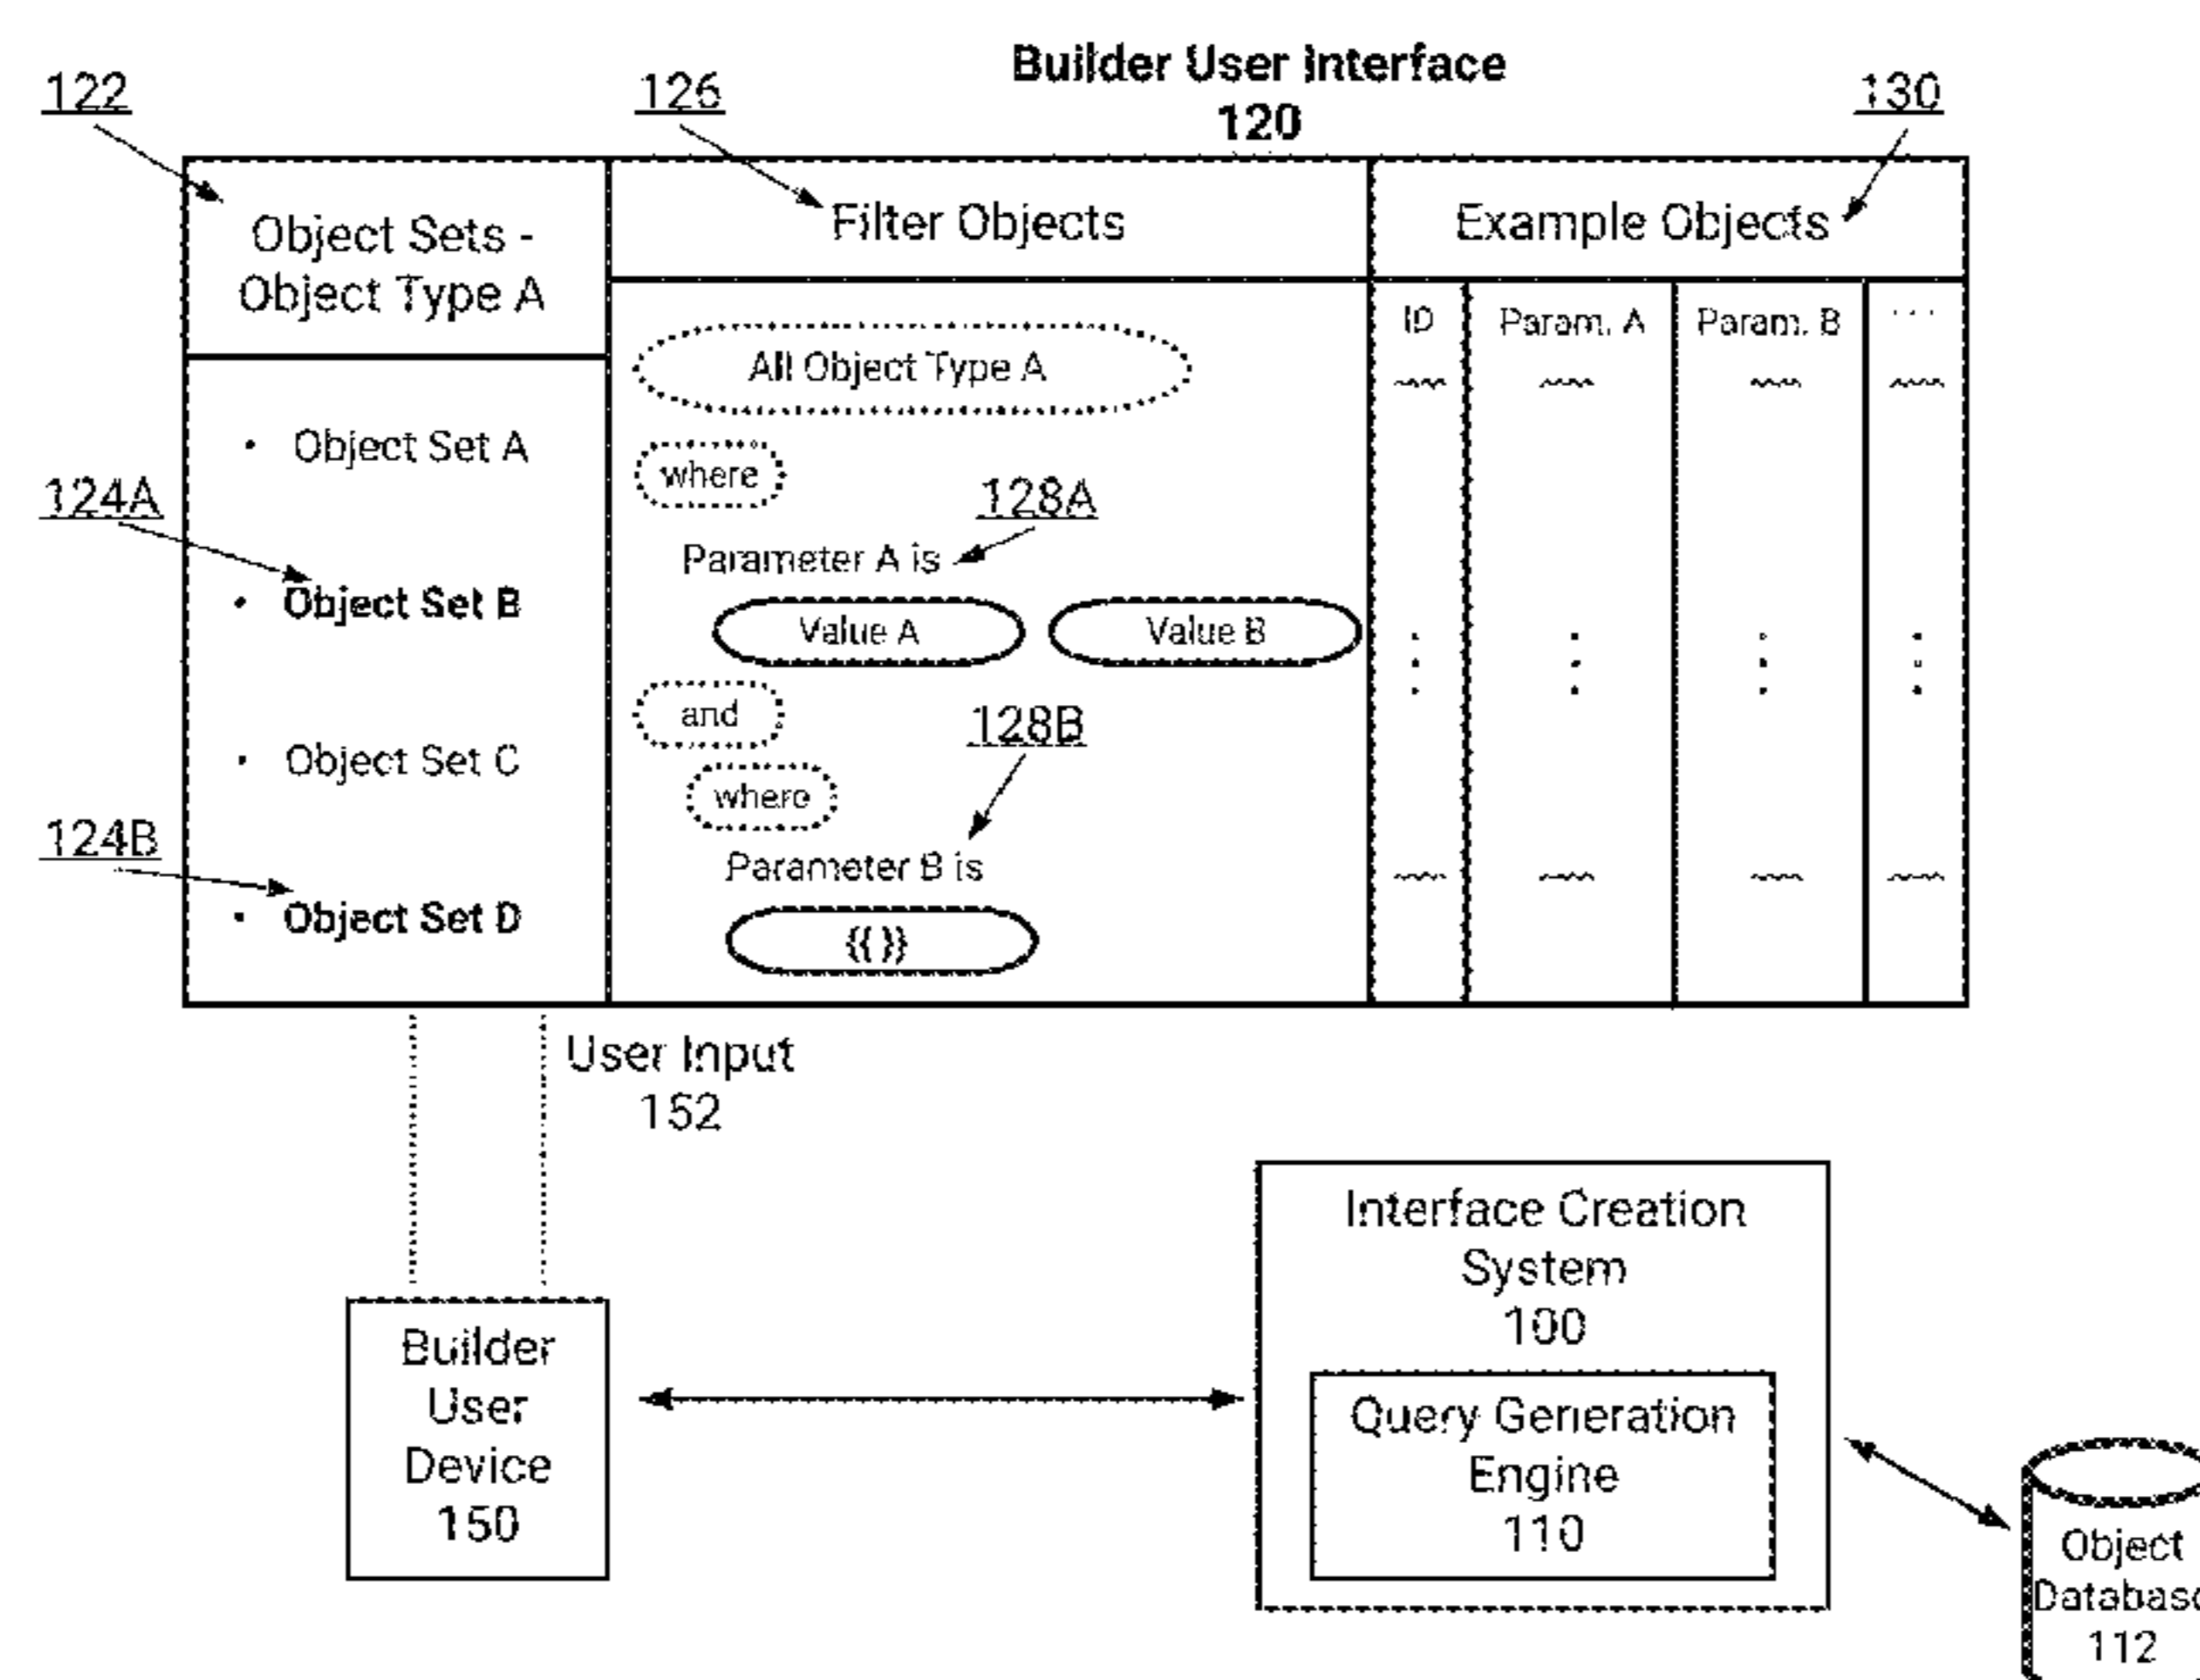 Builder User Interface
120
122
126
130
Object Sets -
Object Type A
Filter Objects
Example Objects
• Object Set A
124A
• Object Set B
• Object Set C
124B
• Object Set D
All Object Type A
where
128A
Parameter A is
Value A Value B
and
128B
where
Parameter B is
{{ }}
ID Param. A Param. B ...
User Input
152
Builder
User
Device
150
Interface Creation
System
100
Query Generation
Engine
110
Object
Database
112